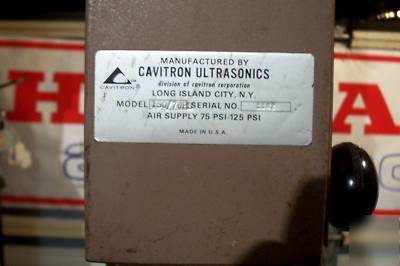 MANUFACTURED BY
CAVITRON ULTRASONICS
division of cavitron corporation
CAVITRON
LONG ISLAND CITY, N.Y.
MODEL SERIAL NO.
AIR SUPPLY 75 PSI-125 PSI
MADE IN U.S.A.